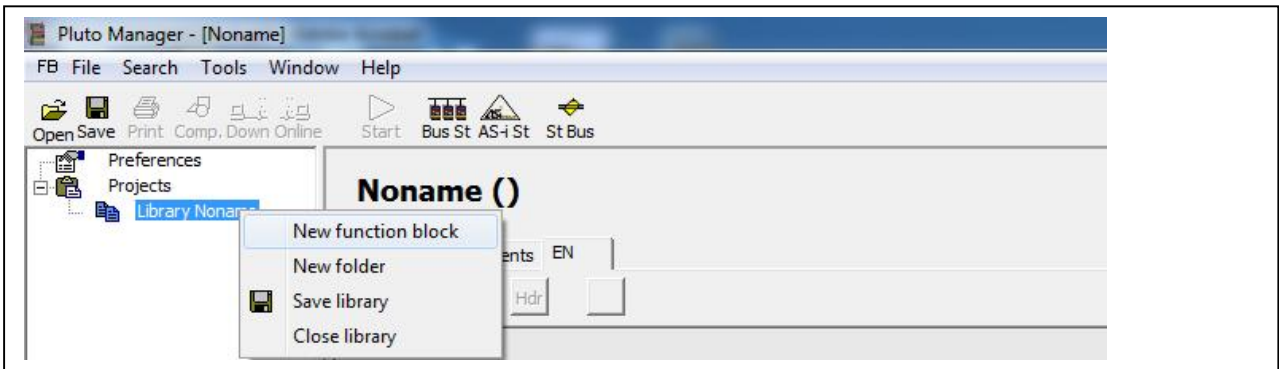 Pluto Manager - [Noname]
FB File Search Tools Window Help
Open Save Print Comp. Down Online Start Bus St AS-i St St Bus
Preferences
Projects
Library Noname
Noname ()
EN
Hdr
New function block
New folder
Save library
Close library